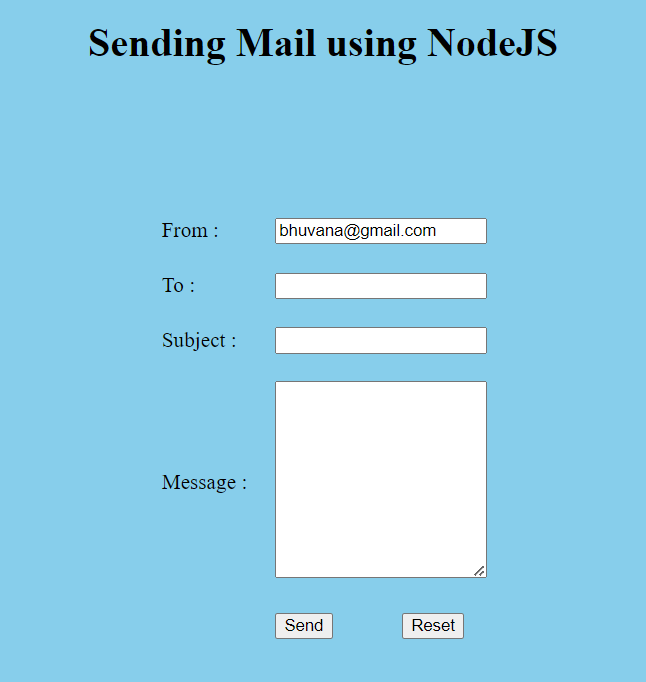 Sending Mail using NodeJS
From : bhuvana@gmail.com
To :
Subject :
Message :
Send Reset